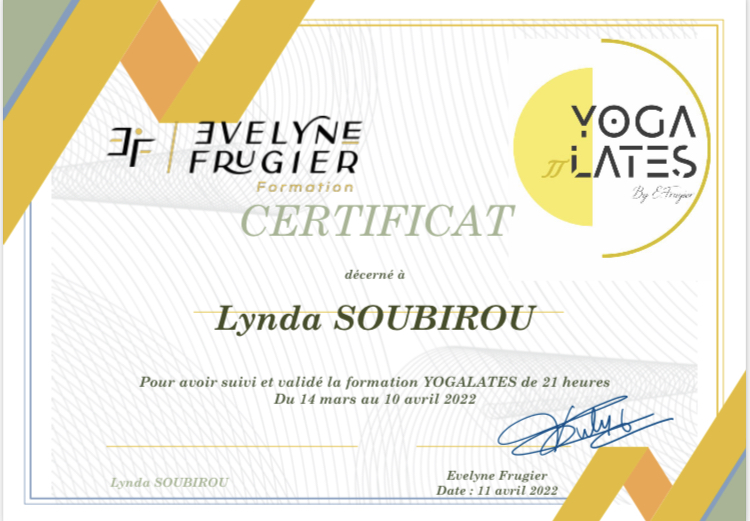 EVELYNE
FRUGIER
Formation
YOGA
LATES
By E.Frugier
CERTIFICAT
décerné à
Lynda SOUBIROU
Pour avoir suivi et validé la formation YOGALATES de 21 heures
Du 14 mars au 10 avril 2022
Lynda SOUBIROU
Evelyne Frugier
Date : 11 avril 2022